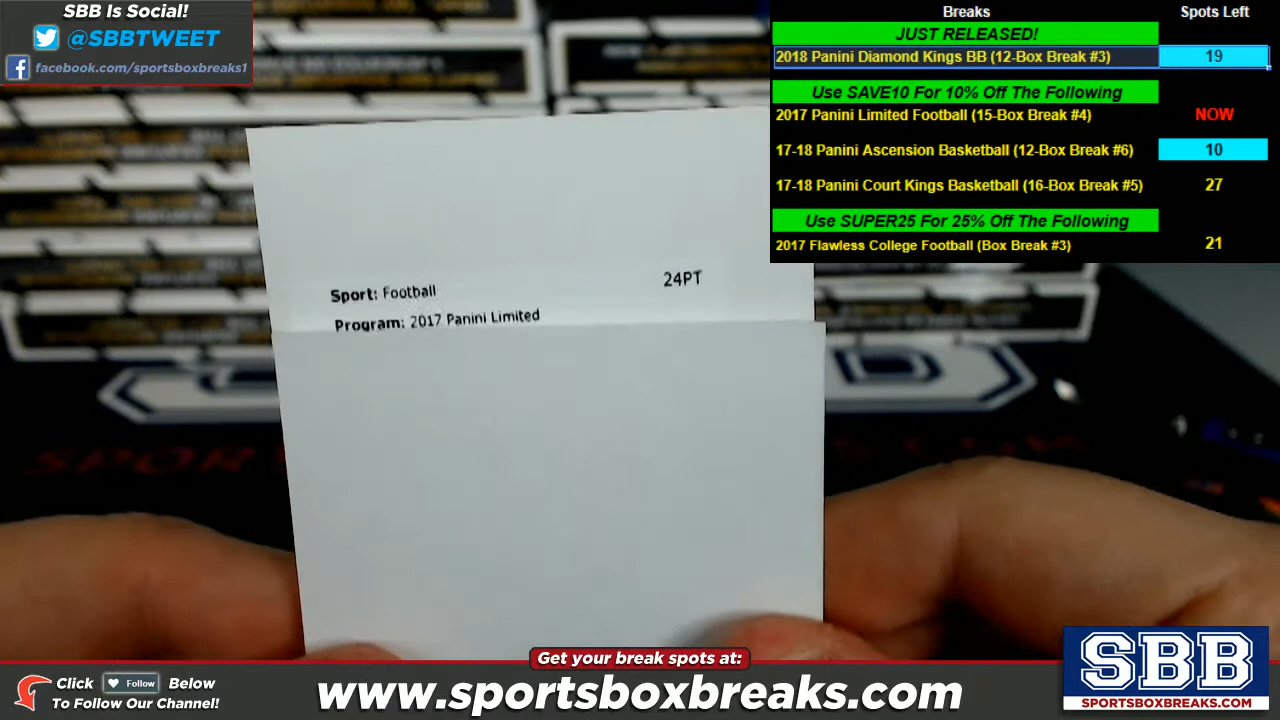 SBB Is Social!
@SBBTWEET
facebook.com/sportsboxbreaks1
Breaks Spots Left
JUST RELEASED!
2018 Panini Diamond Kings BB (12-Box Break #3) 19
Use SAVE10 For 10% Off The Following
2017 Panini Limited Football (15-Box Break #4) NOW
17-18 Panini Ascension Basketball (12-Box Break #6) 10
17-18 Panini Court Kings Basketball (16-Box Break #5) 27
Use SUPER25 For 25% Off The Following
2017 Flawless College Football (Box Break #3) 21
Sport: Football 24PT
Program: 2017 Panini Limited
Get your break spots at:
Click Follow Below
To Follow Our Channel!
www.sportsboxbreaks.com
SBB
SPORTSBOXBREAKS.COM